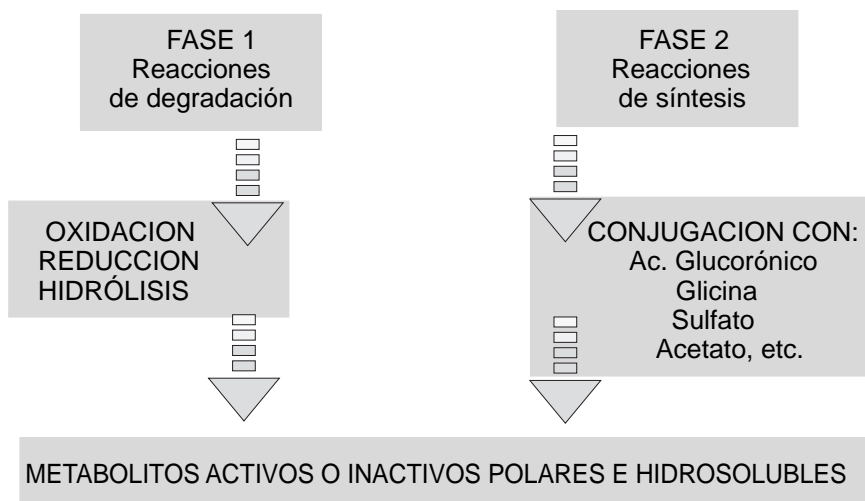 FASE 1
Reacciones
de degradación
FASE 2
Reacciones
de síntesis
OXIDACION
REDUCCION
HIDRÓLISIS
CONJUGACION CON:
Ac. Glucorónico
Glicina
Sulfato
Acetato, etc.
METABOLITOS ACTIVOS O INACTIVOS POLARES E HIDROSOLUBLES